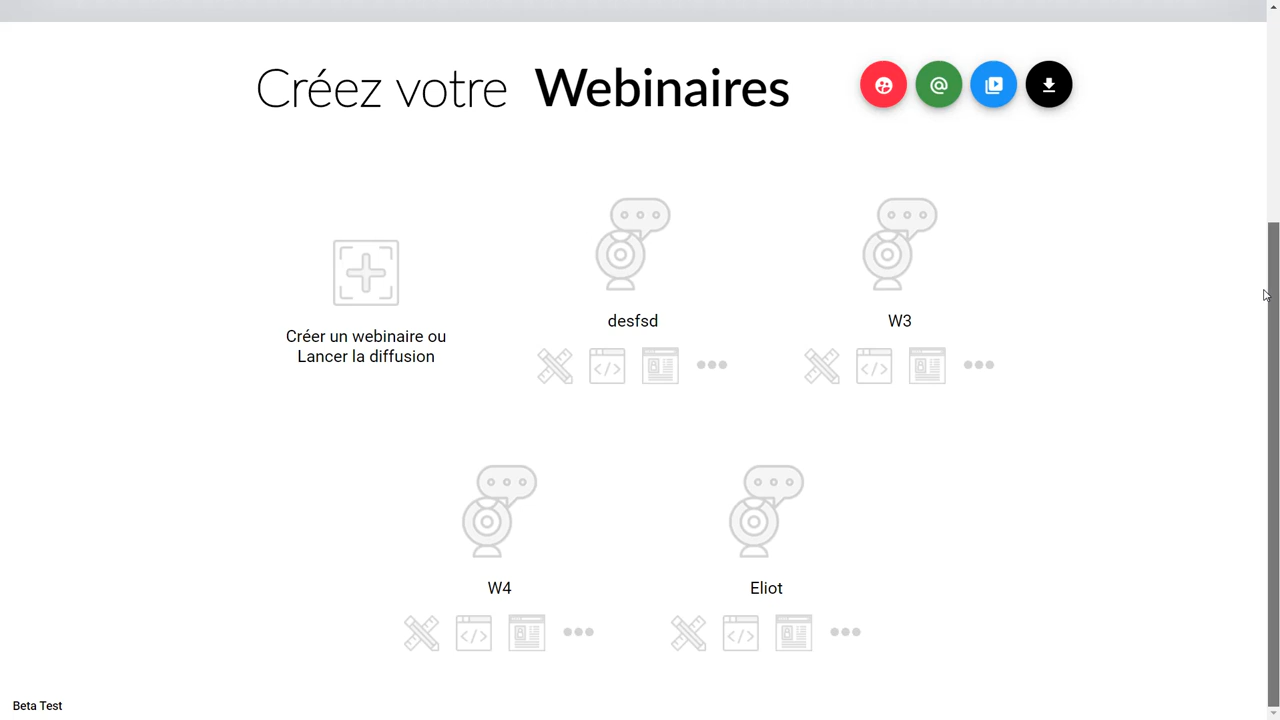 Créez votre Webinaires
Créer un webinaire ou
Lancer la diffusion
desfsd
W3
W4
Eliot
Beta Test